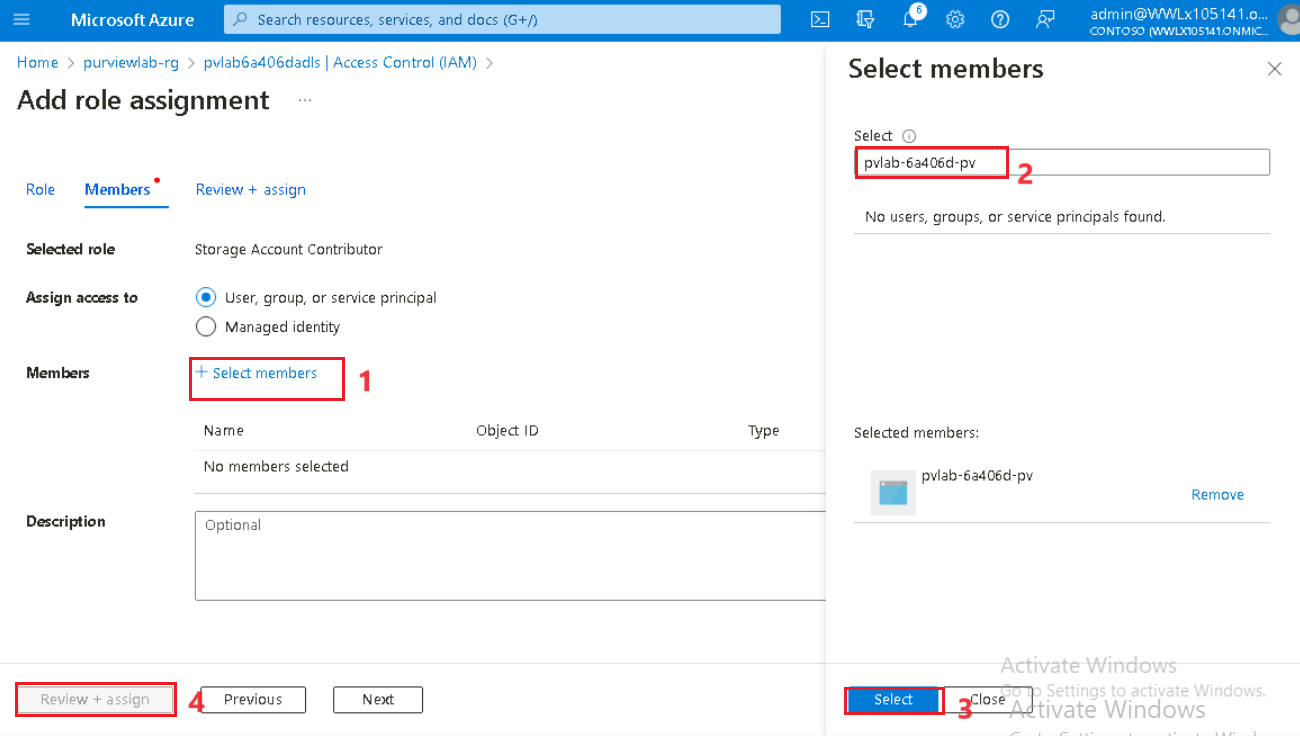 Microsoft Azure
Search resources, services, and docs (G+/)
6
admin@WWLx105141.o...
CONTOSO (WWLX105141.ONMIC...
Home > purviewlab-rg > pvlab6a406dadls | Access Control (IAM) >
Add role assignment ...
Role Members Review + assign
Selected role Storage Account Contributor
Assign access to User, group, or service principal
Managed identity
Members + Select members 1
Name Object ID Type
No members selected
Description Optional
Review + assign 4 Previous Next
Select members
Select
pvlab-6a406d-pv 2
No users, groups, or service principals found.
Selected members:
pvlab-6a406d-pv
Remove
Select 3 Close
Activate Windows
Go to Settings to activate Windows.
Activate Windows